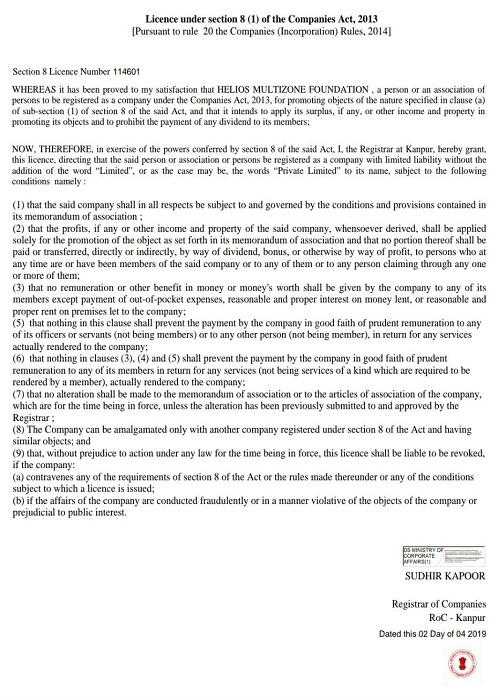 Licence under section 8 (1) of the Companies Act, 2013
[Pursuant to rule  20 the Companies (Incorporation) Rules, 2014]
Section 8 Licence Number 114601
WHEREAS it has been proved to my satisfaction that HELIOS MULTIZONE FOUNDATION , a person or an association of
persons to be registered as a company under the Companies Act, 2013, for promoting objects of the nature specified in clause (a)
of sub-section (1) of section 8 of the said Act, and that it intends to apply its surplus, if any, or other income and property in
promoting its objects and to prohibit the payment of any dividend to its members;
NOW, THEREFORE, in exercise of the powers conferred by section 8 of the said Act, I, the Registrar at Kanpur, hereby grant,
this licence, directing that the said person or association or persons be registered as a company with limited liability without the
addition of the word “Limited”, or as the case may be, the words “Private Limited” to its name, subject to the following
conditions  namely :
(1) that the said company shall in all respects be subject to and governed by the conditions and provisions contained in
its memorandum of association ;
(2) that the profits, if any or other income and property of the said company, whensoever derived, shall be applied
solely for the promotion of the object as set forth in its memorandum of association and that no portion thereof shall be
paid or transferred, directly or indirectly, by way of dividend, bonus, or otherwise by way of profit, to persons who at
any time are or have been members of the said company or to any of them or to any person claiming through any one
or more of them;
(3) that no remuneration or other benefit in money or money’s worth shall be given by the company to any of its
members except payment of out-of-pocket expenses, reasonable and proper interest on money lent, or reasonable and
proper rent on premises let to the company;
(5)  that nothing in this clause shall prevent the payment by the company in good faith of prudent remuneration to any
of its officers or servants (not being members) or to any other person (not being member), in return for any services
actually rendered to the company;
(6)  that nothing in clauses (3), (4) and (5) shall prevent the payment by the company in good faith of prudent
remuneration to any of its members in return for any services (not being services of a kind which are required to be
rendered by a member), actually rendered to the company;
(7) that no alteration shall be made to the memorandum of association or to the articles of association of the company,
which are for the time being in force, unless the alteration has been previously submitted to and approved by the
Registrar ;
(8) The Company can be amalgamated only with another company registered under section 8 of the Act and having
similar objects; and
(9) that, without prejudice to action under any law for the time being in force, this licence shall be liable to be revoked,
if the company:
(a) contravenes any of the requirements of section 8 of the Act or the rules made thereunder or any of the conditions
subject to which a licence is issued;
(b) if the affairs of the company are conducted fraudulently or in a manner violative of the objects of the company or
prejudicial to public interest.
DS MINISTRY OF
CORPORATE
AFFAIRS(1)
SUDHIR KAPOOR
Registrar of Companies
RoC - Kanpur
Dated this 02 Day of 04 2019